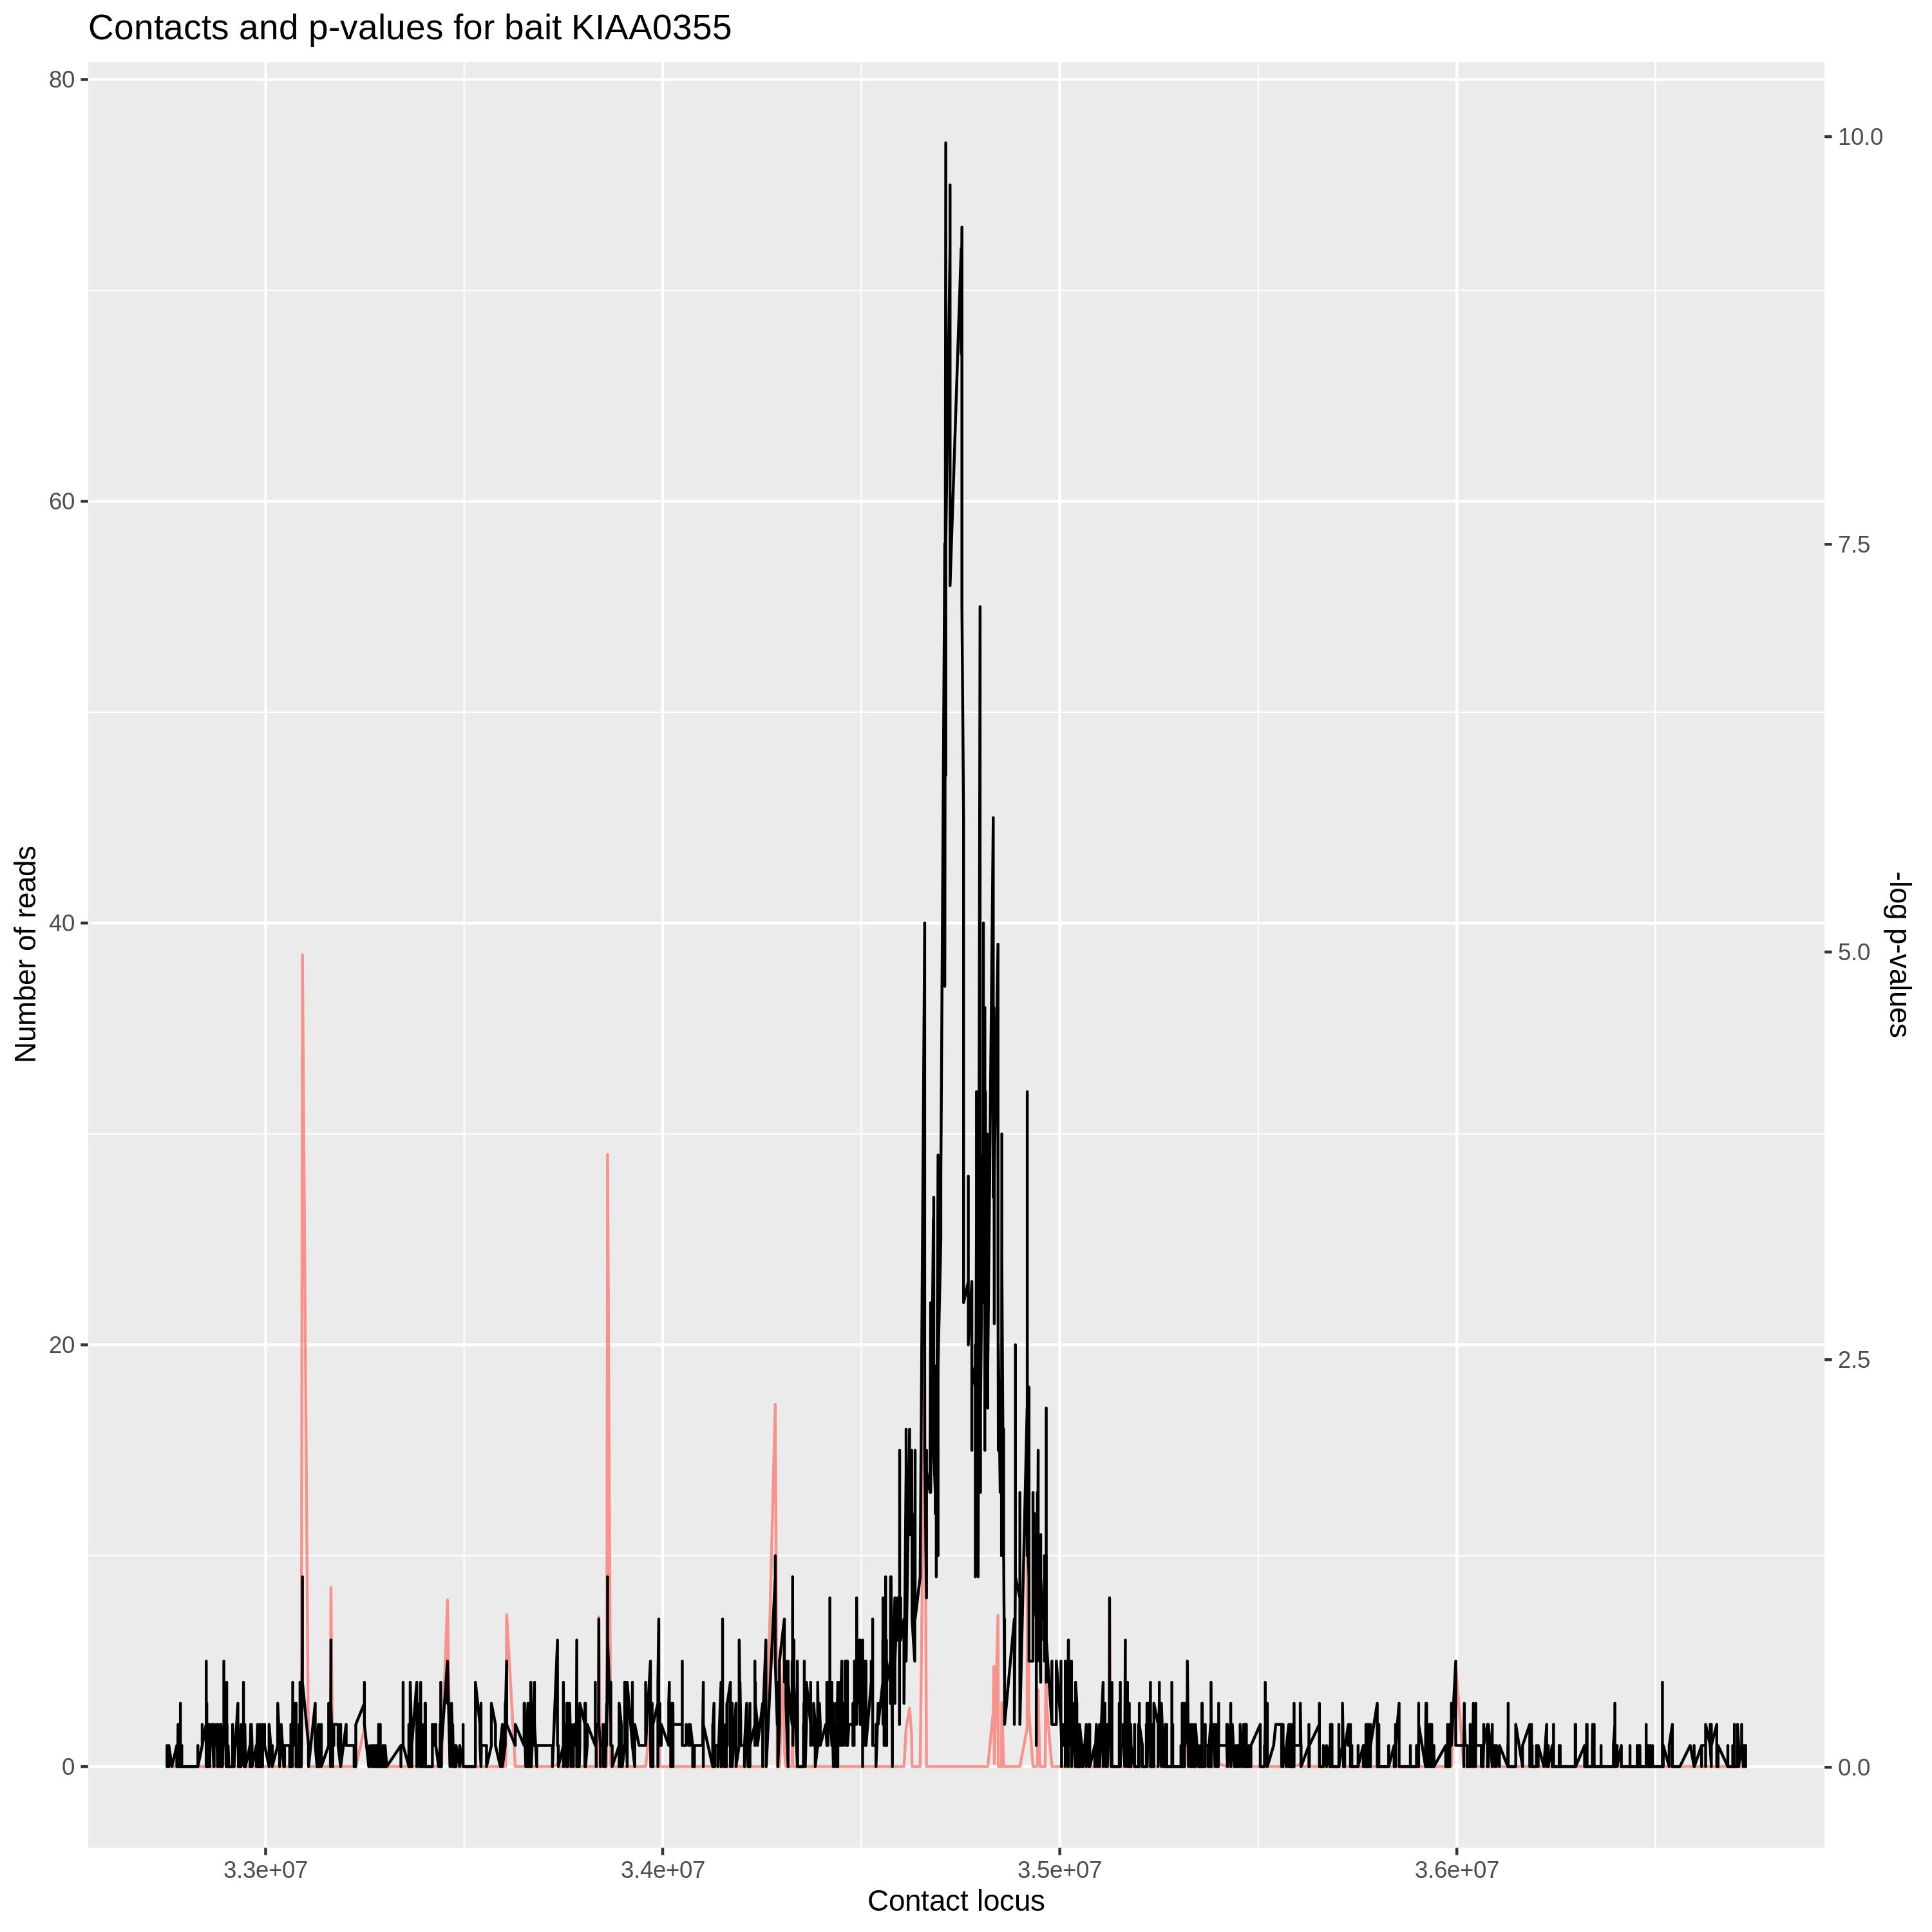 Contacts and p-values for bait KIAA0355
80
60
40
20
0
10.0
7.5
5.0
2.5
0.0
Number of reads
-log p-values
3.3e+07
3.4e+07
3.5e+07
3.6e+07
Contact locus